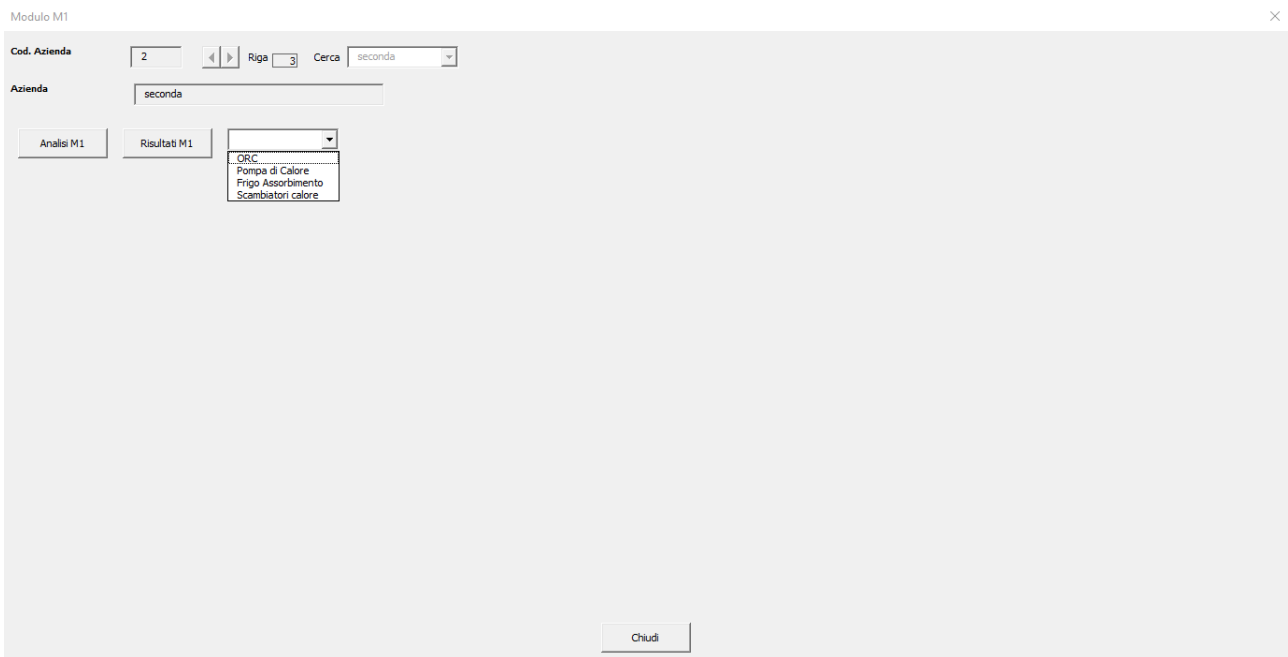 Modulo M1
Cod. Azienda 2 Riga 3 Cerca seconda
Azienda seconda
Analisi M1 Risultati M1
ORC
Pompa di Calore
Frigo Assorbimento
Scambiatori calore
Chiudi